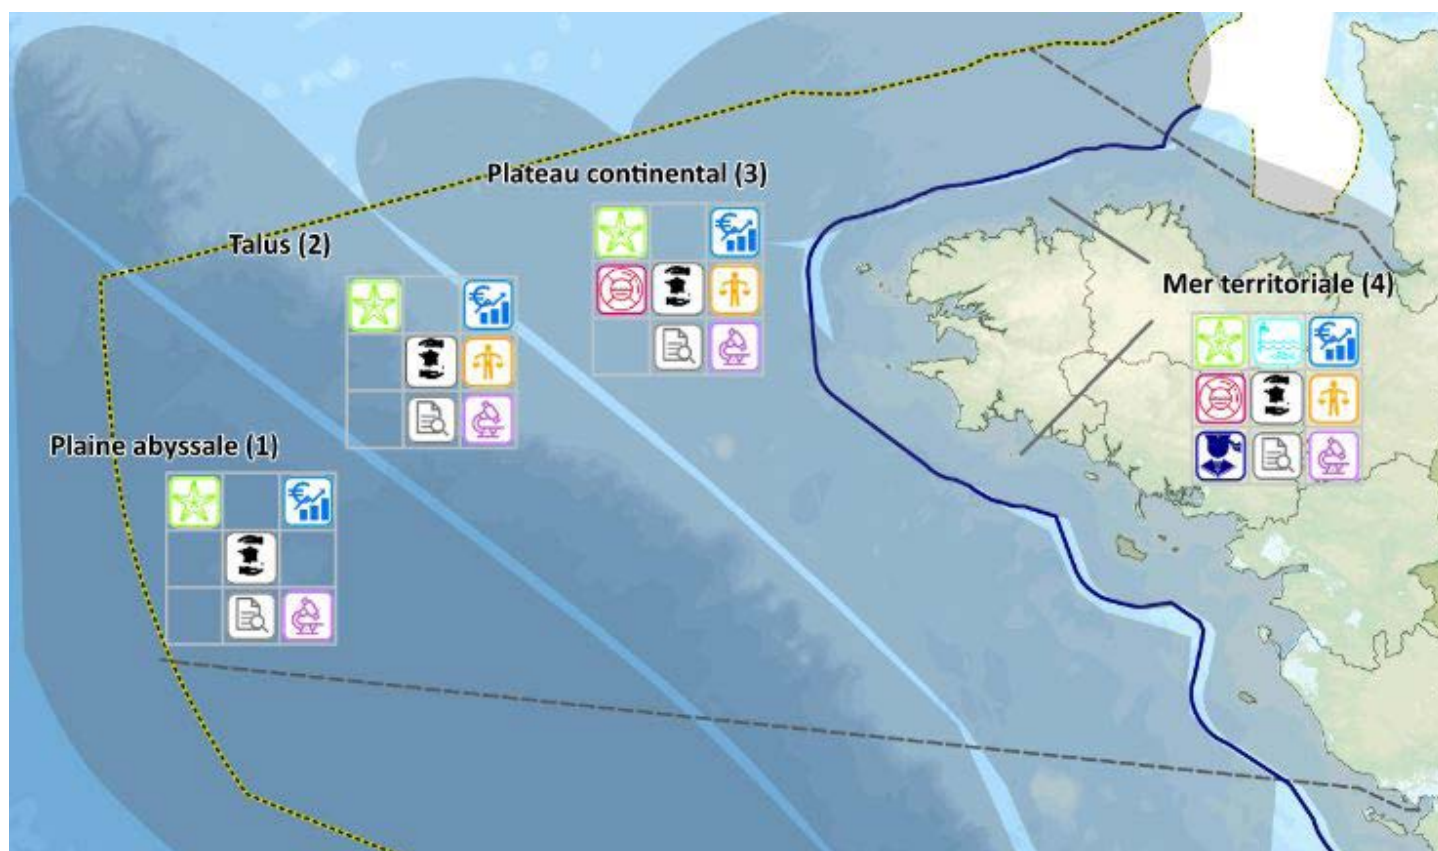 Plateau continental (3)
Talus (2)
Mer territoriale (4)
Plaine abyssale (1)